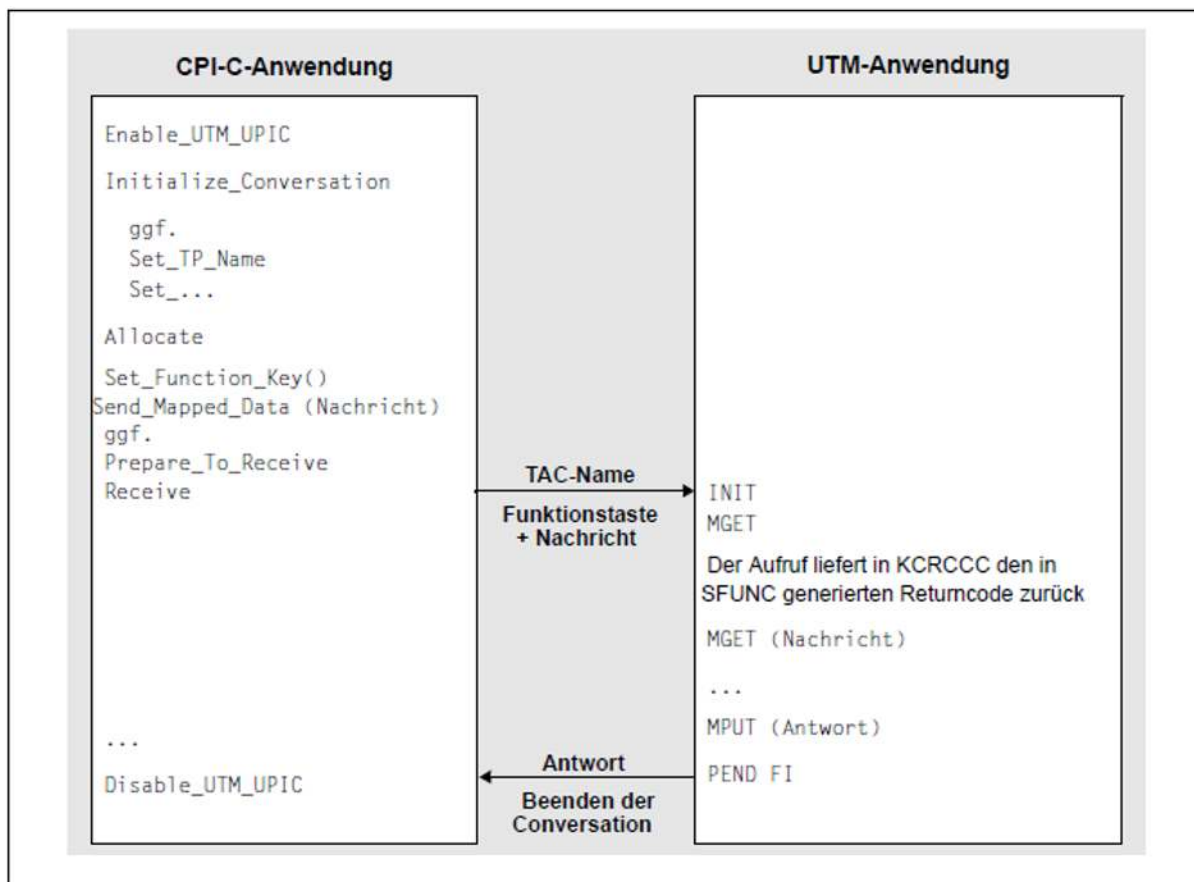 CPI-C-Anwendung
UTM-Anwendung
Enable_UTM_UPIC
Initialize_Conversation
ggf.
Set_TP_Name
Set_...
Allocate
Set_Function_Key()
Send_Mapped_Data (Nachricht)
ggf.
Prepare_To_Receive
Receive
TAC-Name
Funktionstaste
+ Nachricht
INIT
MGET
Der Aufruf liefert in KCRCCC den in
SFUNC generierten Returncode zurück
MGET (Nachricht)
...
MPUT (Antwort)
PEND FI
...
Disable_UTM_UPIC
Antwort
Beenden der
Conversation